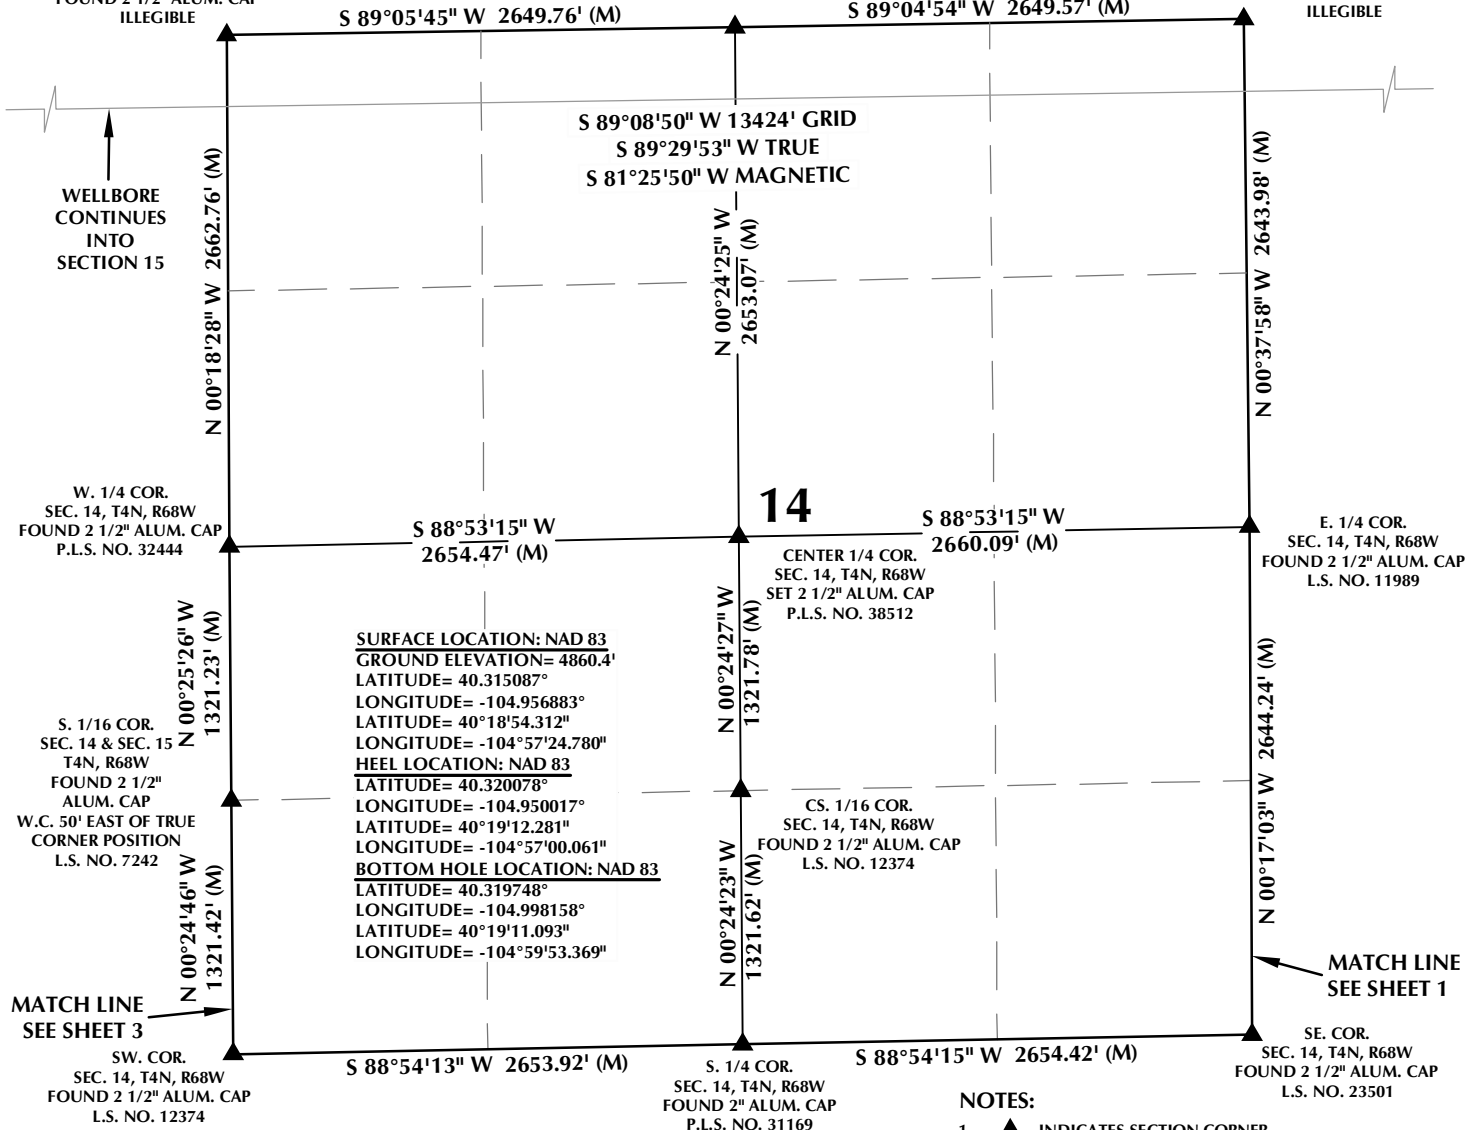 FOUND 2 1/2" ALUM. CAP
ILLEGIBLE
S 89°05'45" W 2649.76' (M)
S 89°04'54" W 2649.57' (M)
ILLEGIBLE
S 89°08'50" W 13424' GRID
S 89°29'53" W TRUE
S 81°25'50" W MAGNETIC
WELLBORE
CONTINUES
INTO
SECTION 15
N 00°18'28" W 2662.76' (M)
N 00°24'25" W
2653.07' (M)
N 00°37'58" W 2643.98' (M)
W. 1/4 COR.
SEC. 14, T4N, R68W
FOUND 2 1/2" ALUM. CAP
P.L.S. NO. 32444
S 88°53'15" W
2654.47' (M)
14
S 88°53'15" W
2660.09' (M)
CENTER 1/4 COR.
SEC. 14, T4N, R68W
SET 2 1/2" ALUM. CAP
P.L.S. NO. 38512
E. 1/4 COR.
SEC. 14, T4N, R68W
FOUND 2 1/2" ALUM. CAP
L.S. NO. 11989
N 00°25'26" W
1321.23' (M)
SURFACE LOCATION: NAD 83
GROUND ELEVATION= 4860.4'
LATITUDE= 40.315087°
LONGITUDE= -104.956883°
LATITUDE= 40°18'54.312"
LONGITUDE= -104°57'24.780"
HEEL LOCATION: NAD 83
LATITUDE= 40.320078°
LONGITUDE= -104.950017°
LATITUDE= 40°19'12.281"
LONGITUDE= -104°57'00.061"
BOTTOM HOLE LOCATION: NAD 83
LATITUDE= 40.319748°
LONGITUDE= -104.998158°
LATITUDE= 40°19'11.093"
LONGITUDE= -104°59'53.369"
N 00°24'27" W
1321.78' (M)
N 00°17'03" W 2644.24' (M)
S. 1/16 COR.
SEC. 14 & SEC. 15
T4N, R68W
FOUND 2 1/2"
ALUM. CAP
W.C. 50' EAST OF TRUE
CORNER POSITION
L.S. NO. 7242
CS. 1/16 COR.
SEC. 14, T4N, R68W
FOUND 2 1/2" ALUM. CAP
L.S. NO. 12374
N 00°24'46" W
1321.42' (M)
N 00°24'23" W
1321.62' (M)
MATCH LINE
SEE SHEET 3
MATCH LINE
SEE SHEET 1
SW. COR.
SEC. 14, T4N, R68W
FOUND 2 1/2" ALUM. CAP
L.S. NO. 12374
S 88°54'13" W 2653.92' (M)
S. 1/4 COR.
SEC. 14, T4N, R68W
FOUND 2" ALUM. CAP
P.L.S. NO. 31169
S 88°54'15" W 2654.42' (M)
SE. COR.
SEC. 14, T4N, R68W
FOUND 2 1/2" ALUM. CAP
L.S. NO. 23501
NOTES:
1. INDICATES SECTION CORNER